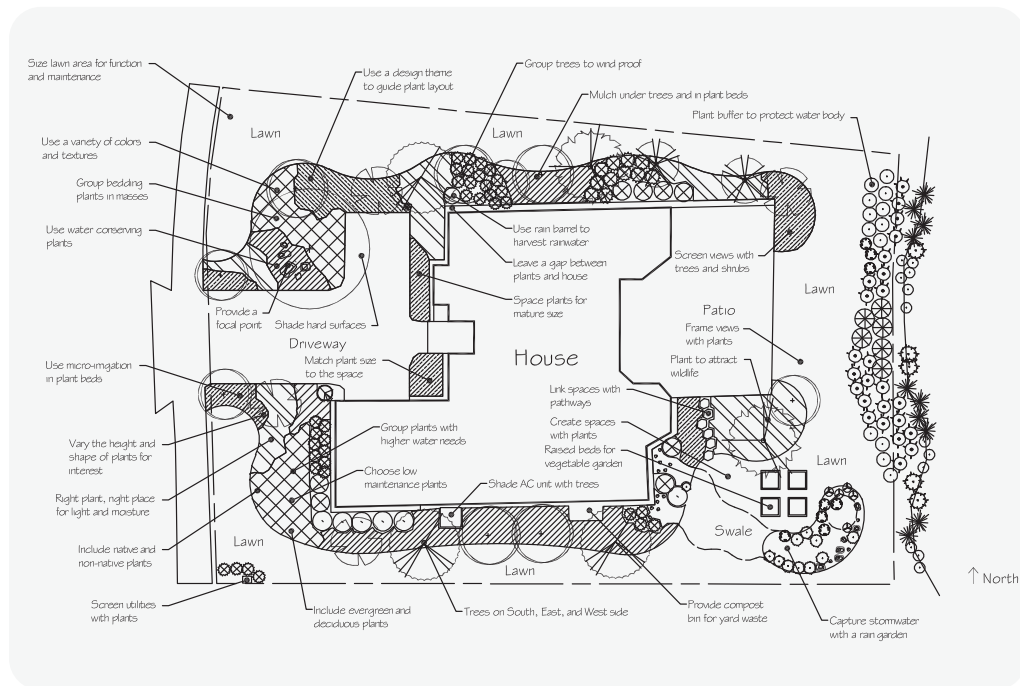 Size lawn area for function
and maintenance
Use a design theme
to guide plant layout
Group trees to wind proof
Mulch under trees and in plant beds
Plant buffer to protect water body
Lawn
Lawn
Use a variety of colors
and textures
Group bedding
plants in masses
Use water conserving
plants
Use rain barrel to
harvest rainwater
Leave a gap between
plants and house
Space plants for
mature size
Screen views with
trees and shrubs
Lawn
Provide a
focal point
Shade hard surfaces
Patio
Frame views
with plants
Driveway
House
Match plant size
to the space
Plant to attract
wildlife
Use micro-irrigation
in plant beds
Link spaces with
pathways
Create spaces
with plants
Raised beds for
vegetable garden
Group plants with
higher water needs
Vary the height and
shape of plants for
interest
Lawn
Choose low
maintenance plants
Shade AC unit with trees
Right plant, right place
for light and moisture
Swale
Lawn
Include native and
non-native plants
Lawn
North
Screen utilities
with plants
Include evergreen and
deciduous plants
Trees on South, East, and West side
Provide compost
bin for yard waste
Capture stormwater
with a rain garden